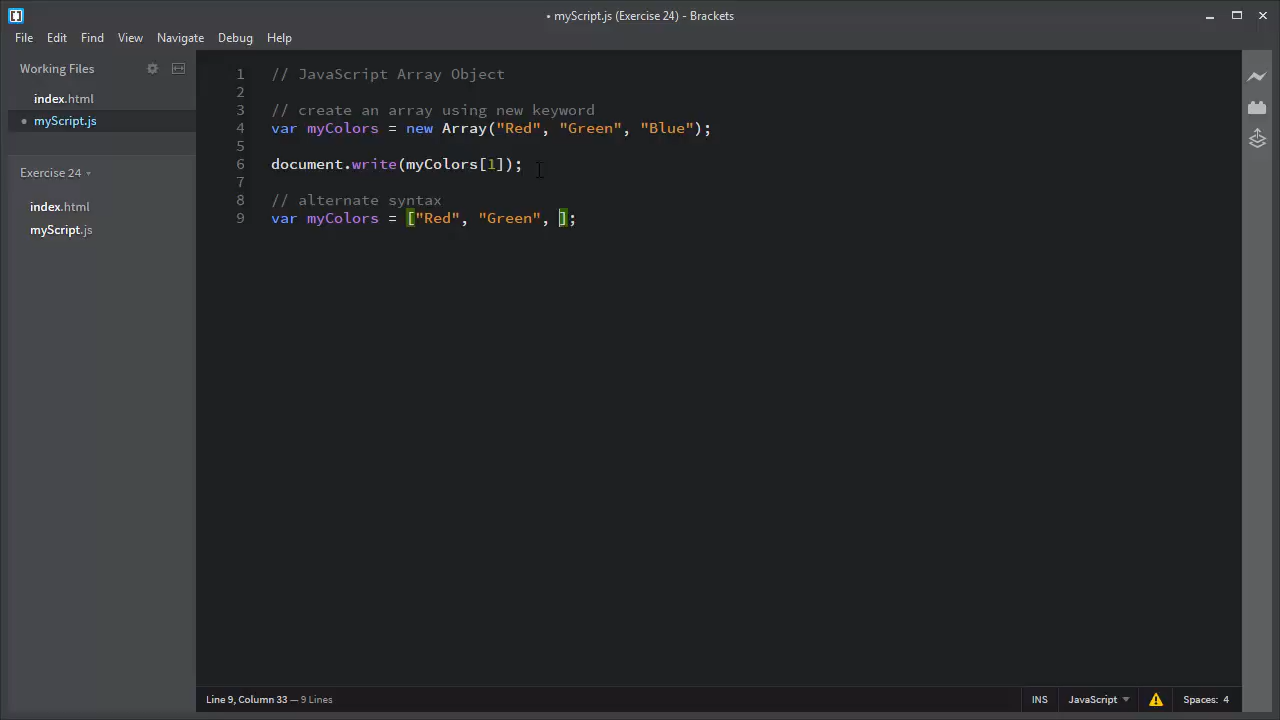 • myScript.js (Exercise 24) - Brackets
File Edit Find View Navigate Debug Help
Working Files
index.html
• myScript.js
Exercise 24
index.html
myScript.js
1 // JavaScript Array Object
2
3 // create an array using new keyword
4 var myColors = new Array("Red", "Green", "Blue");
5
6 document.write(myColors[1]);
7
8 // alternate syntax
9 var myColors = ["Red", "Green", ];
Line 9, Column 33 — 9 Lines INS JavaScript Spaces: 4